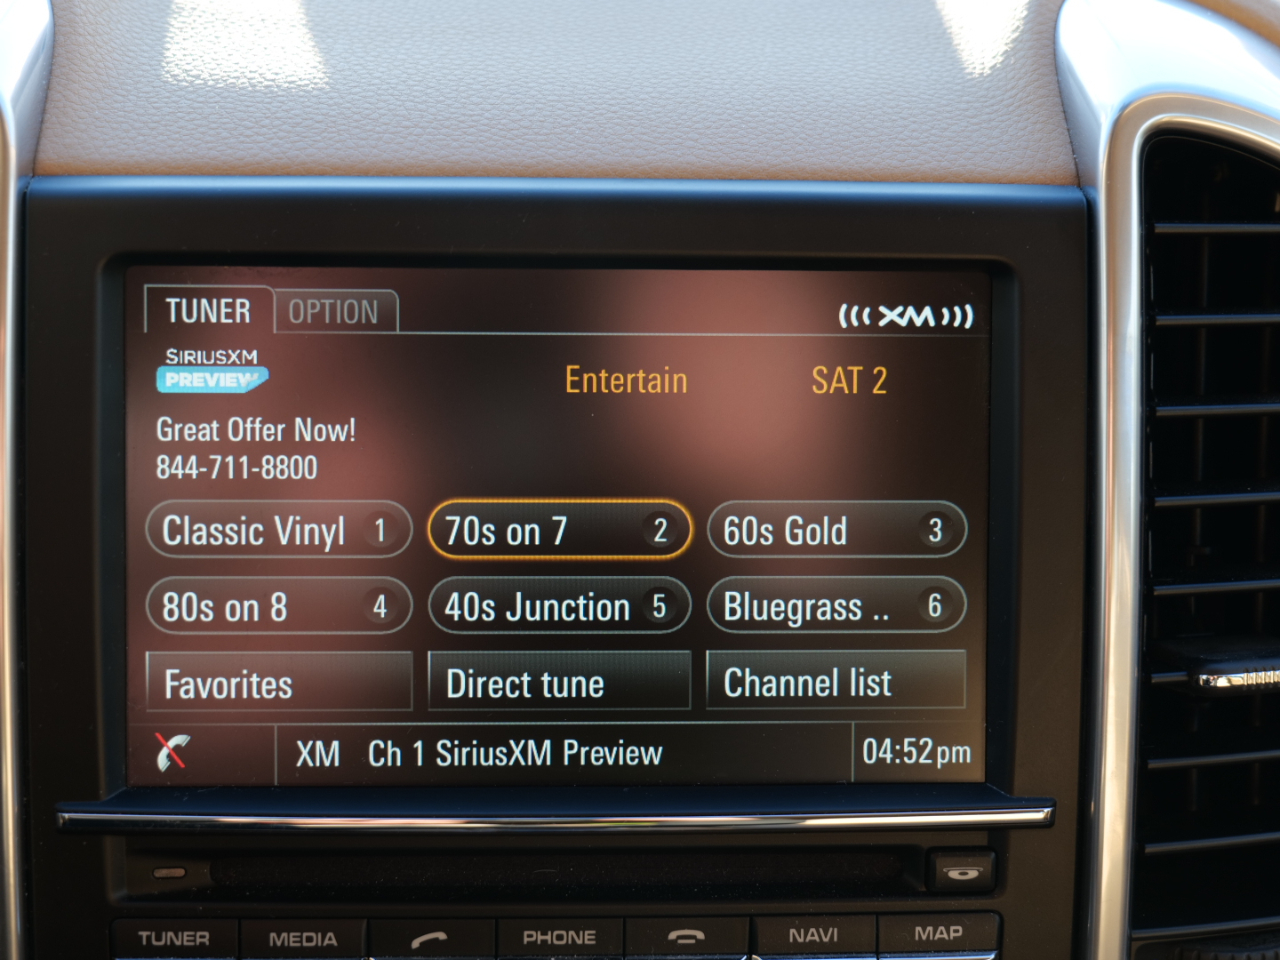 TUNER OPTION XM
SIRIUSXM
PREVIEW Entertain SAT 2
Great Offer Now!
844-711-8800
Classic Vinyl 1 70s on 7 2 60s Gold 3
80s on 8 4 40s Junction 5 Bluegrass .. 6
Favorites Direct tune Channel list
XM Ch 1 SiriusXM Preview 04:52pm
TUNER MEDIA PHONE NAVI MAP